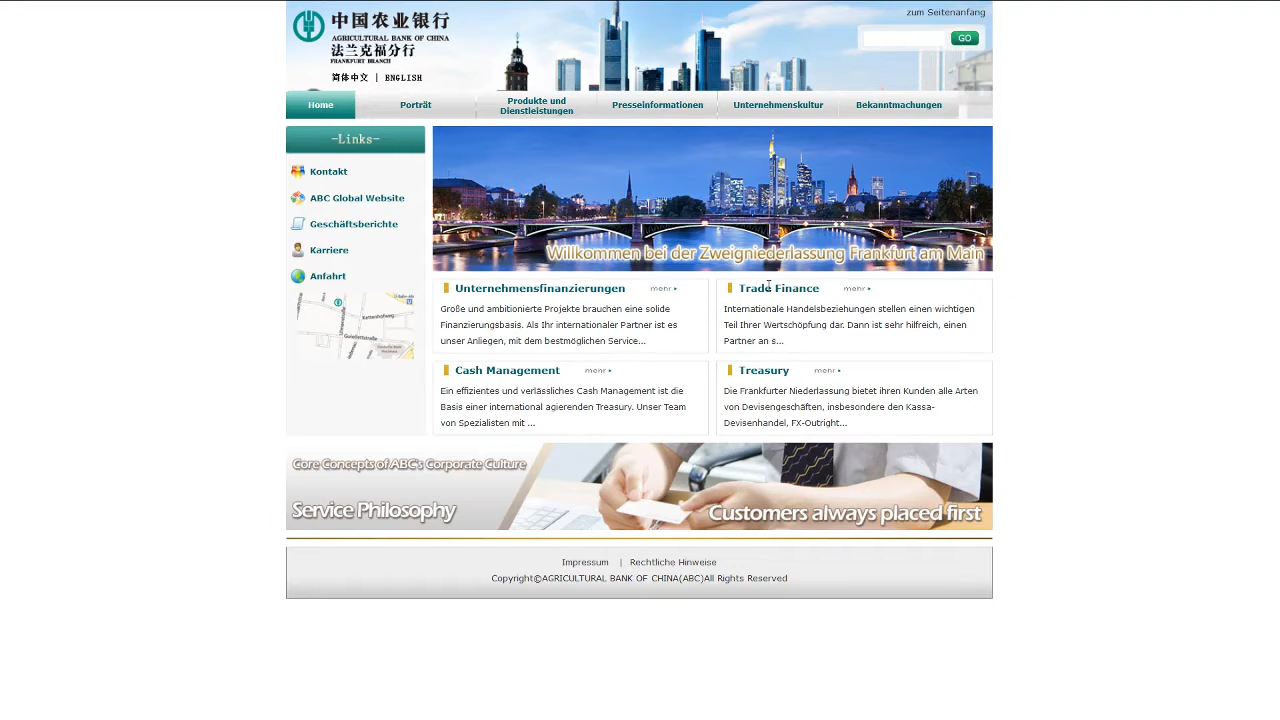 zum Seitenanfang
中国农业银行
AGRICULTURAL BANK OF CHINA
法兰克福分行
FRANKFURT BRANCH
GO
简体中文 | ENGLISH
Home
Porträt
Produkte und
Dienstleistungen
Presseinformationen
Unternehmenskultur
Bekanntmachungen
-Links-
Kontakt
ABC Global Website
Geschäftsberichte
Karriere
Anfahrt
Kettenhofweg
Guiollettstraße
Willkommen bei der Zweigniederlassung Frankfurt am Main
Unternehmensfinanzierungen mehr
Große und ambitionierte Projekte brauchen eine solide
Finanzierungsbasis. Als Ihr internationaler Partner ist es
unser Anliegen, mit dem bestmöglichen Service...
Trade Finance mehr
Internationale Handelsbeziehungen stellen einen wichtigen
Teil Ihrer Wertschöpfung dar. Dann ist sehr hilfreich, einen
Partner an s...
Cash Management mehr
Ein effizientes und verlässliches Cash Management ist die
Basis einer international agierenden Treasury. Unser Team
von Spezialisten mit ...
Treasury mehr
Die Frankfurter Niederlassung bietet ihren Kunden alle Arten
von Devisengeschäften, insbesondere den Kassa-
Devisenhandel, FX-Outright...
Core Concepts of ABC's Corporate Culture
Service Philosophy
Customers always placed first
Impressum | Rechtliche Hinweise
Copyright©AGRICULTURAL BANK OF CHINA(ABC)All Rights Reserved